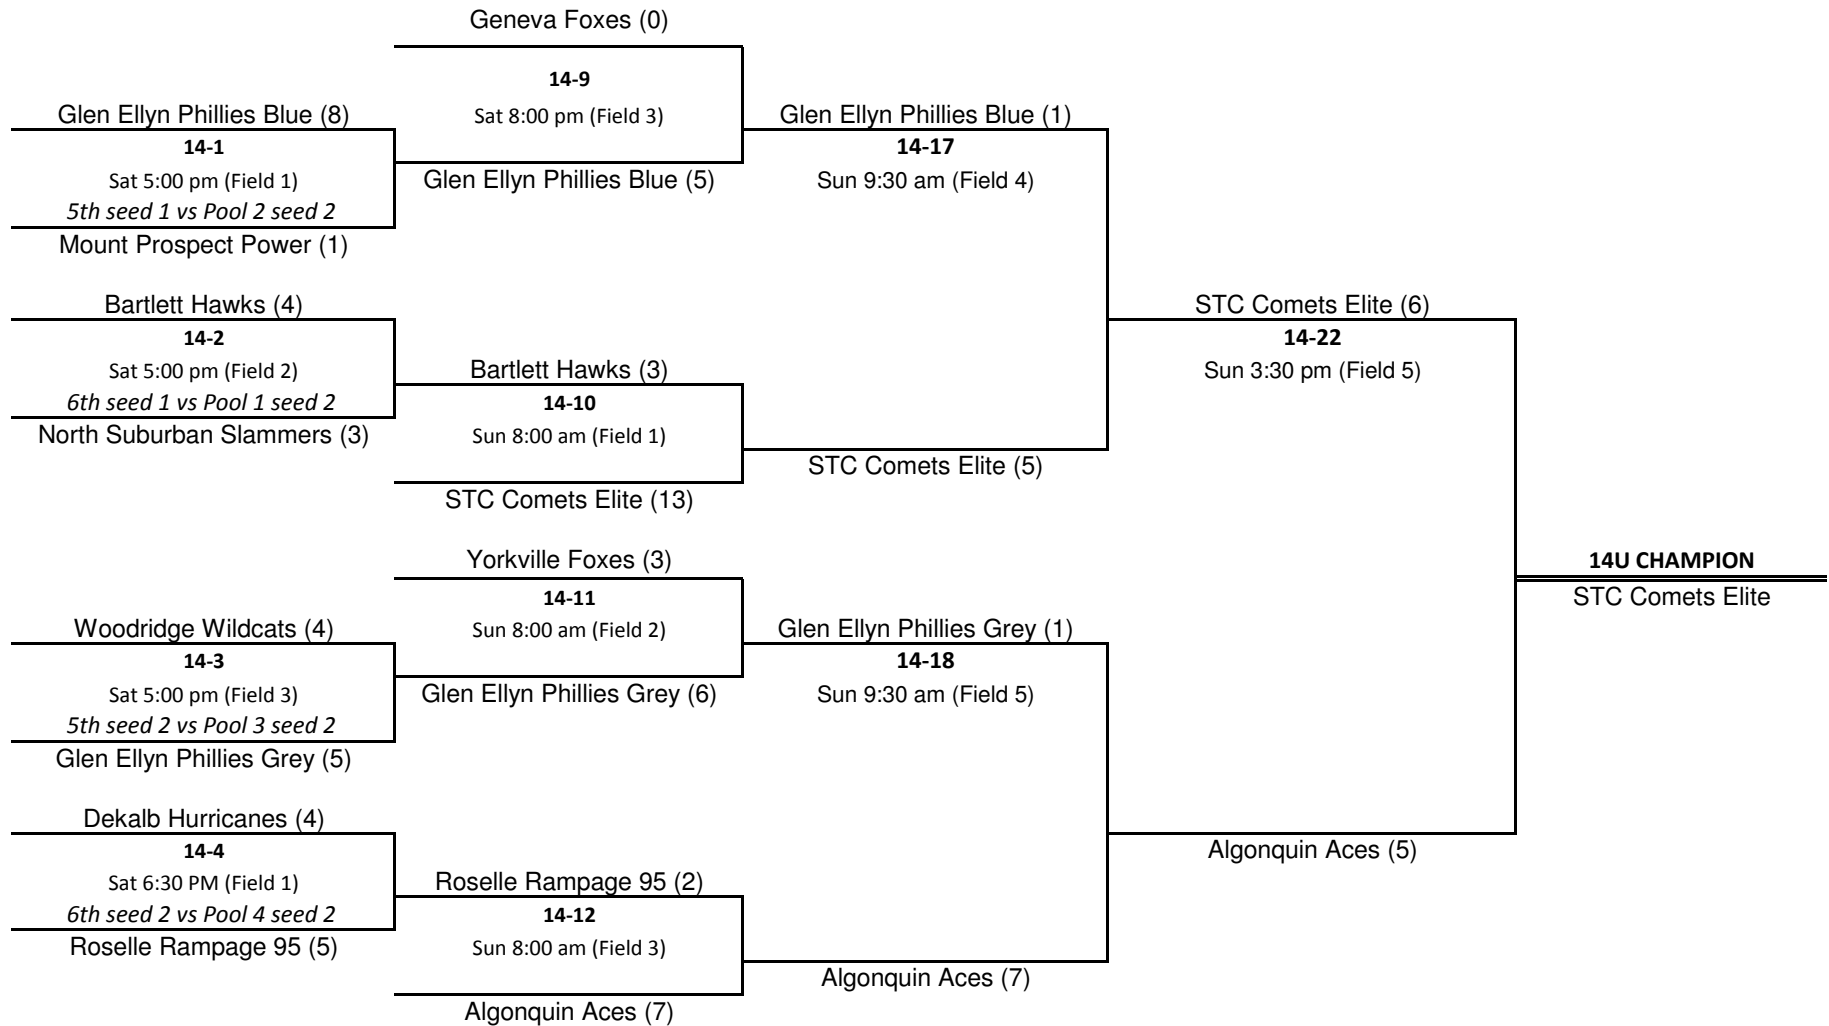 Geneva Foxes (0)
14-9
Sat 8:00 pm (Field 3)
Glen Ellyn Phillies Blue (8)
14-1
Sat 5:00 pm (Field 1)
5th seed 1 vs Pool 2 seed 2
Mount Prospect Power (1)
Glen Ellyn Phillies Blue (5)
Glen Ellyn Phillies Blue (1)
14-17
Sun 9:30 am (Field 4)
Bartlett Hawks (4)
14-2
Sat 5:00 pm (Field 2)
6th seed 1 vs Pool 1 seed 2
North Suburban Slammers (3)
Bartlett Hawks (3)
14-10
Sun 8:00 am (Field 1)
STC Comets Elite (13)
STC Comets Elite (5)
STC Comets Elite (6)
14-22
Sun 3:30 pm (Field 5)
Yorkville Foxes (3)
14-11
Sun 8:00 am (Field 2)
Woodridge Wildcats (4)
14-3
Sat 5:00 pm (Field 3)
5th seed 2 vs Pool 3 seed 2
Glen Ellyn Phillies Grey (5)
Glen Ellyn Phillies Grey (6)
Glen Ellyn Phillies Grey (1)
14-18
Sun 9:30 am (Field 5)
14U CHAMPION
STC Comets Elite
Dekalb Hurricanes (4)
14-4
Sat 6:30 PM (Field 1)
6th seed 2 vs Pool 4 seed 2
Roselle Rampage 95 (5)
Roselle Rampage 95 (2)
14-12
Sun 8:00 am (Field 3)
Algonquin Aces (7)
Algonquin Aces (7)
Algonquin Aces (5)